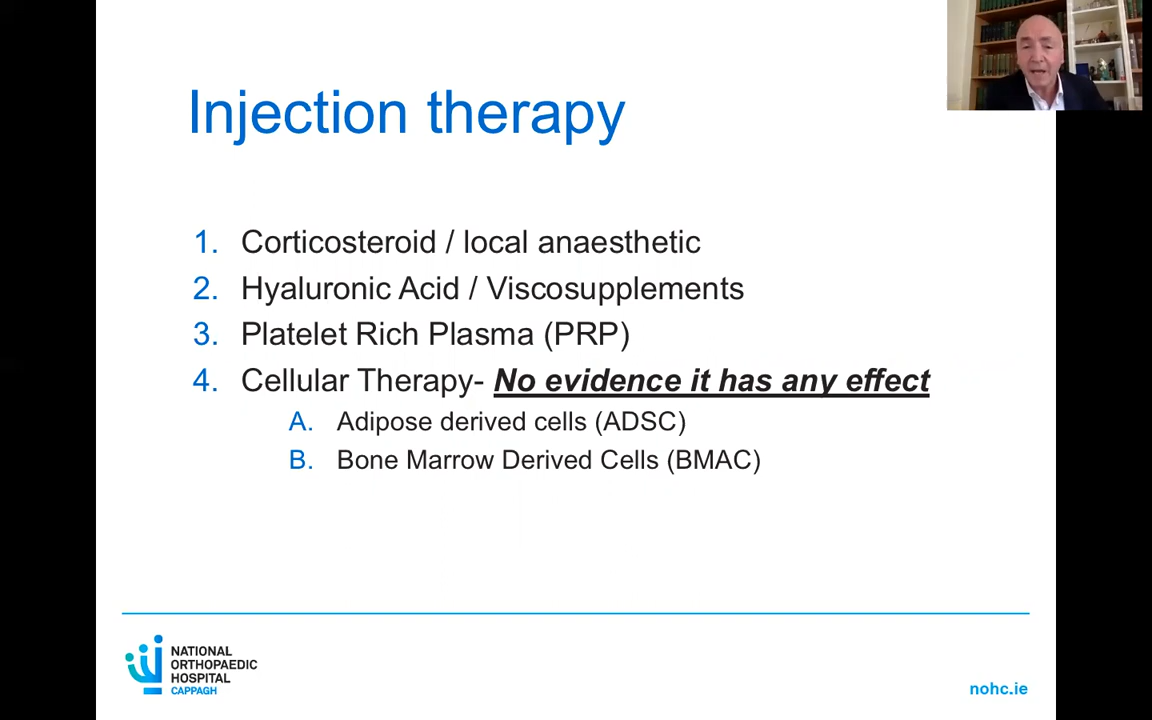 Injection therapy
1. Corticosteroid / local anaesthetic
2. Hyaluronic Acid / Viscosupplements
3. Platelet Rich Plasma (PRP)
4. Cellular Therapy- No evidence it has any effect
A. Adipose derived cells (ADSC)
B. Bone Marrow Derived Cells (BMAC)
NATIONAL
ORTHOPAEDIC
HOSPITAL
CAPPAGH
nohc.ie